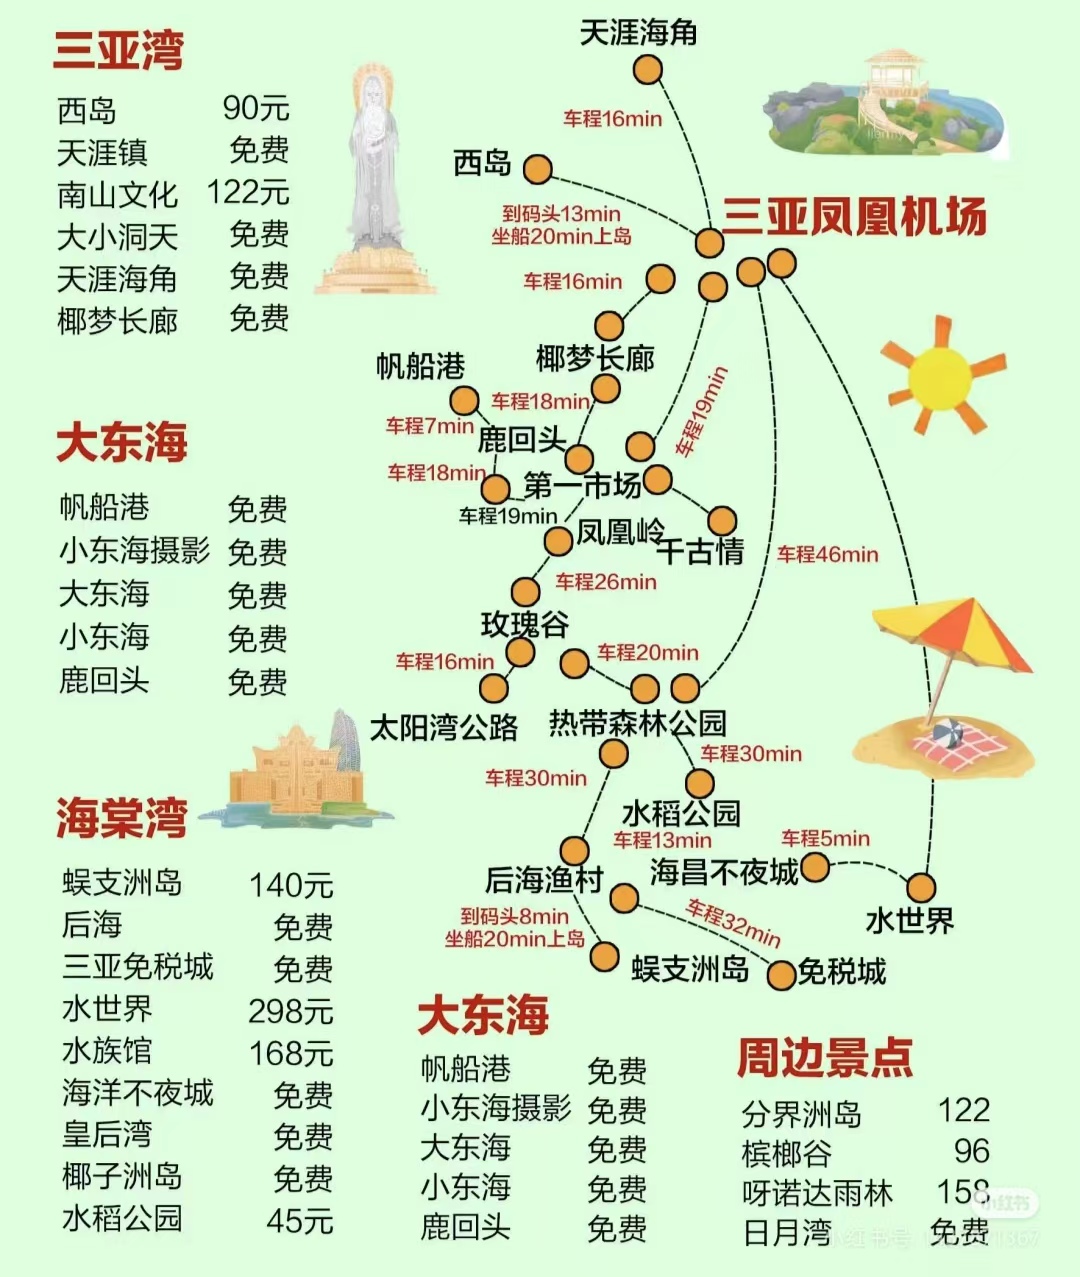 三亚湾
西岛 90元
天涯镇 免费
南山文化 122元
大小洞天 免费
天涯海角 免费
椰梦长廊 免费
大东海
帆船港 免费
小东海摄影 免费
大东海 免费
小东海 免费
鹿回头 免费
海棠湾
蜈支洲岛 140元
后海 免费
三亚免税城 免费
水世界 298元
水族馆 168元
海洋不夜城 免费
皇后湾 免费
椰子洲岛 免费
水稻公园 45元
天涯海角
车程16min
西岛
到码头13min
坐船20min上岛
三亚凤凰机场
车程16min
椰梦长廊
帆船港
车程18min
车程19min
车程7min
鹿回头
车程18min
第一市场
车程19min
凤凰岭
千古情
车程46min
车程26min
玫瑰谷
车程16min
车程20min
太阳湾公路
热带森林公园
车程30min
车程30min
水稻公园
车程13min
车程5min
后海渔村
海昌不夜城
水世界
到码头8min
坐船20min上岛
车程32min
蜈支洲岛
免税城
大东海
帆船港 免费
小东海摄影 免费
大东海 免费
小东海 免费
鹿回头 免费
周边景点
分界洲岛 122
槟榔谷 96
呀诺达雨林
日月湾 免费
小红书
小红书号